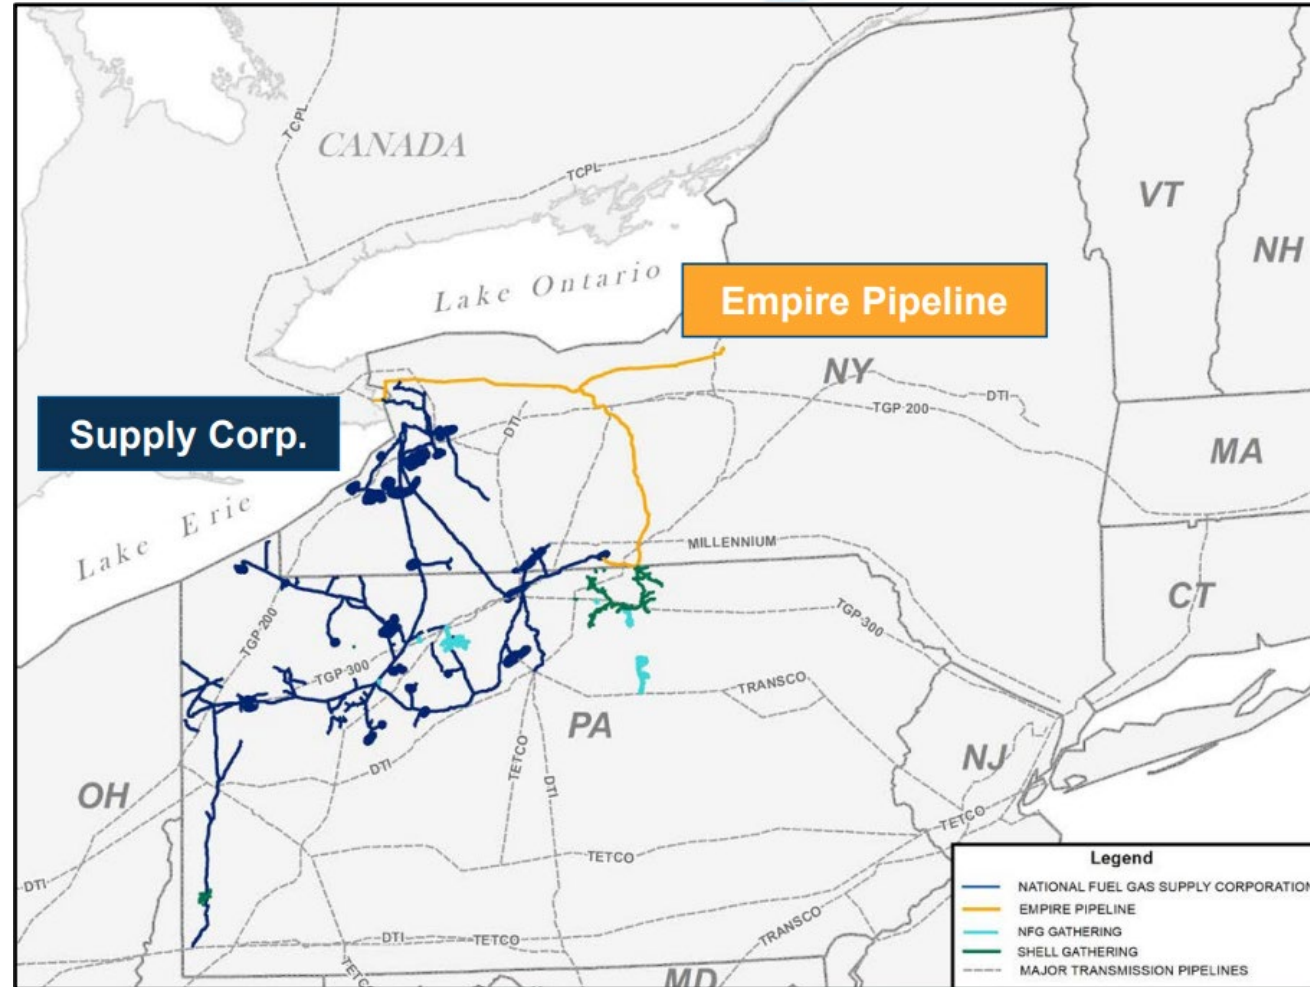 TCPL
CANADA
TCPL
VT
NH
Lake Ontario
Empire Pipeline
NY
DTI
TGP 200
DTI
Supply Corp.
MA
Lake Erie
MILLENNIUM
CT
TGP 200
TGP 300
TGP 300
TRANSCO
PA
TETCO
DTI
DTI
NJ
OH
TETCO
TETCO
DTI
TRANSCO
DTI
TETCO
TETCO
MD
Legend
NATIONAL FUEL GAS SUPPLY CORPORATION
EMPIRE PIPELINE
NFG GATHERING
SHELL GATHERING
MAJOR TRANSMISSION PIPELINES